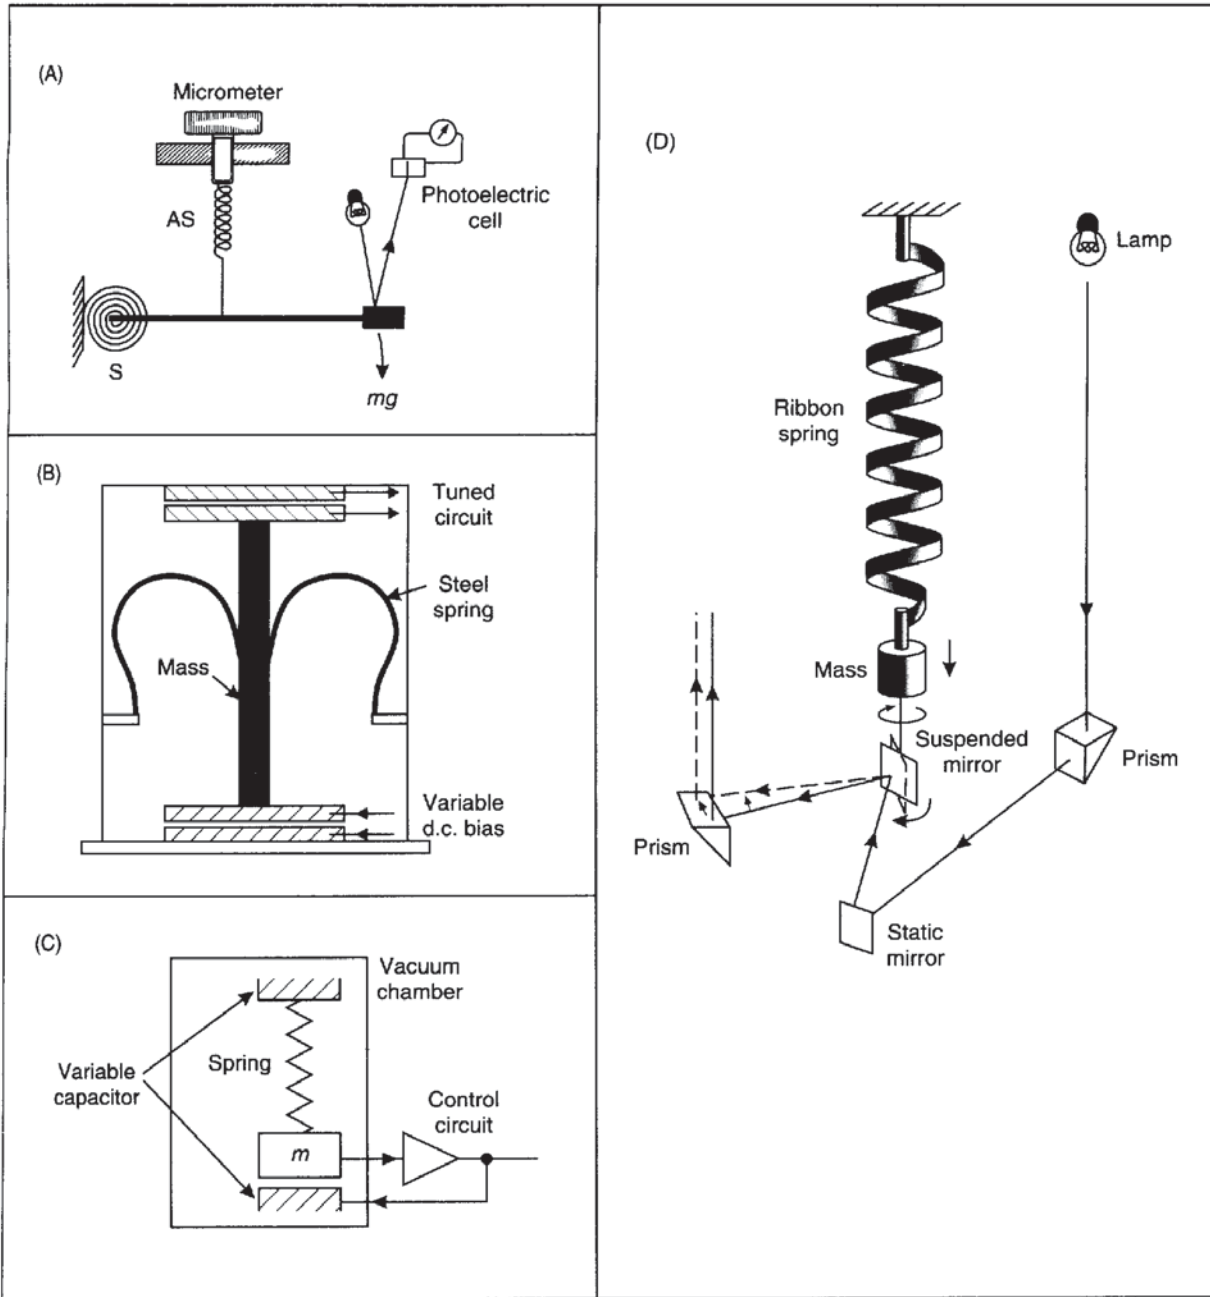 (A)
Micrometer
AS
Photoelectric
cell
S
mg
(B)
Tuned
circuit
Steel
spring
Mass
Variable
d.c. bias
(C)
Vacuum
chamber
Spring
Variable
capacitor
Control
circuit
m
(D)
Lamp
Ribbon
spring
Mass
Suspended
mirror
Prism
Prism
Static
mirror